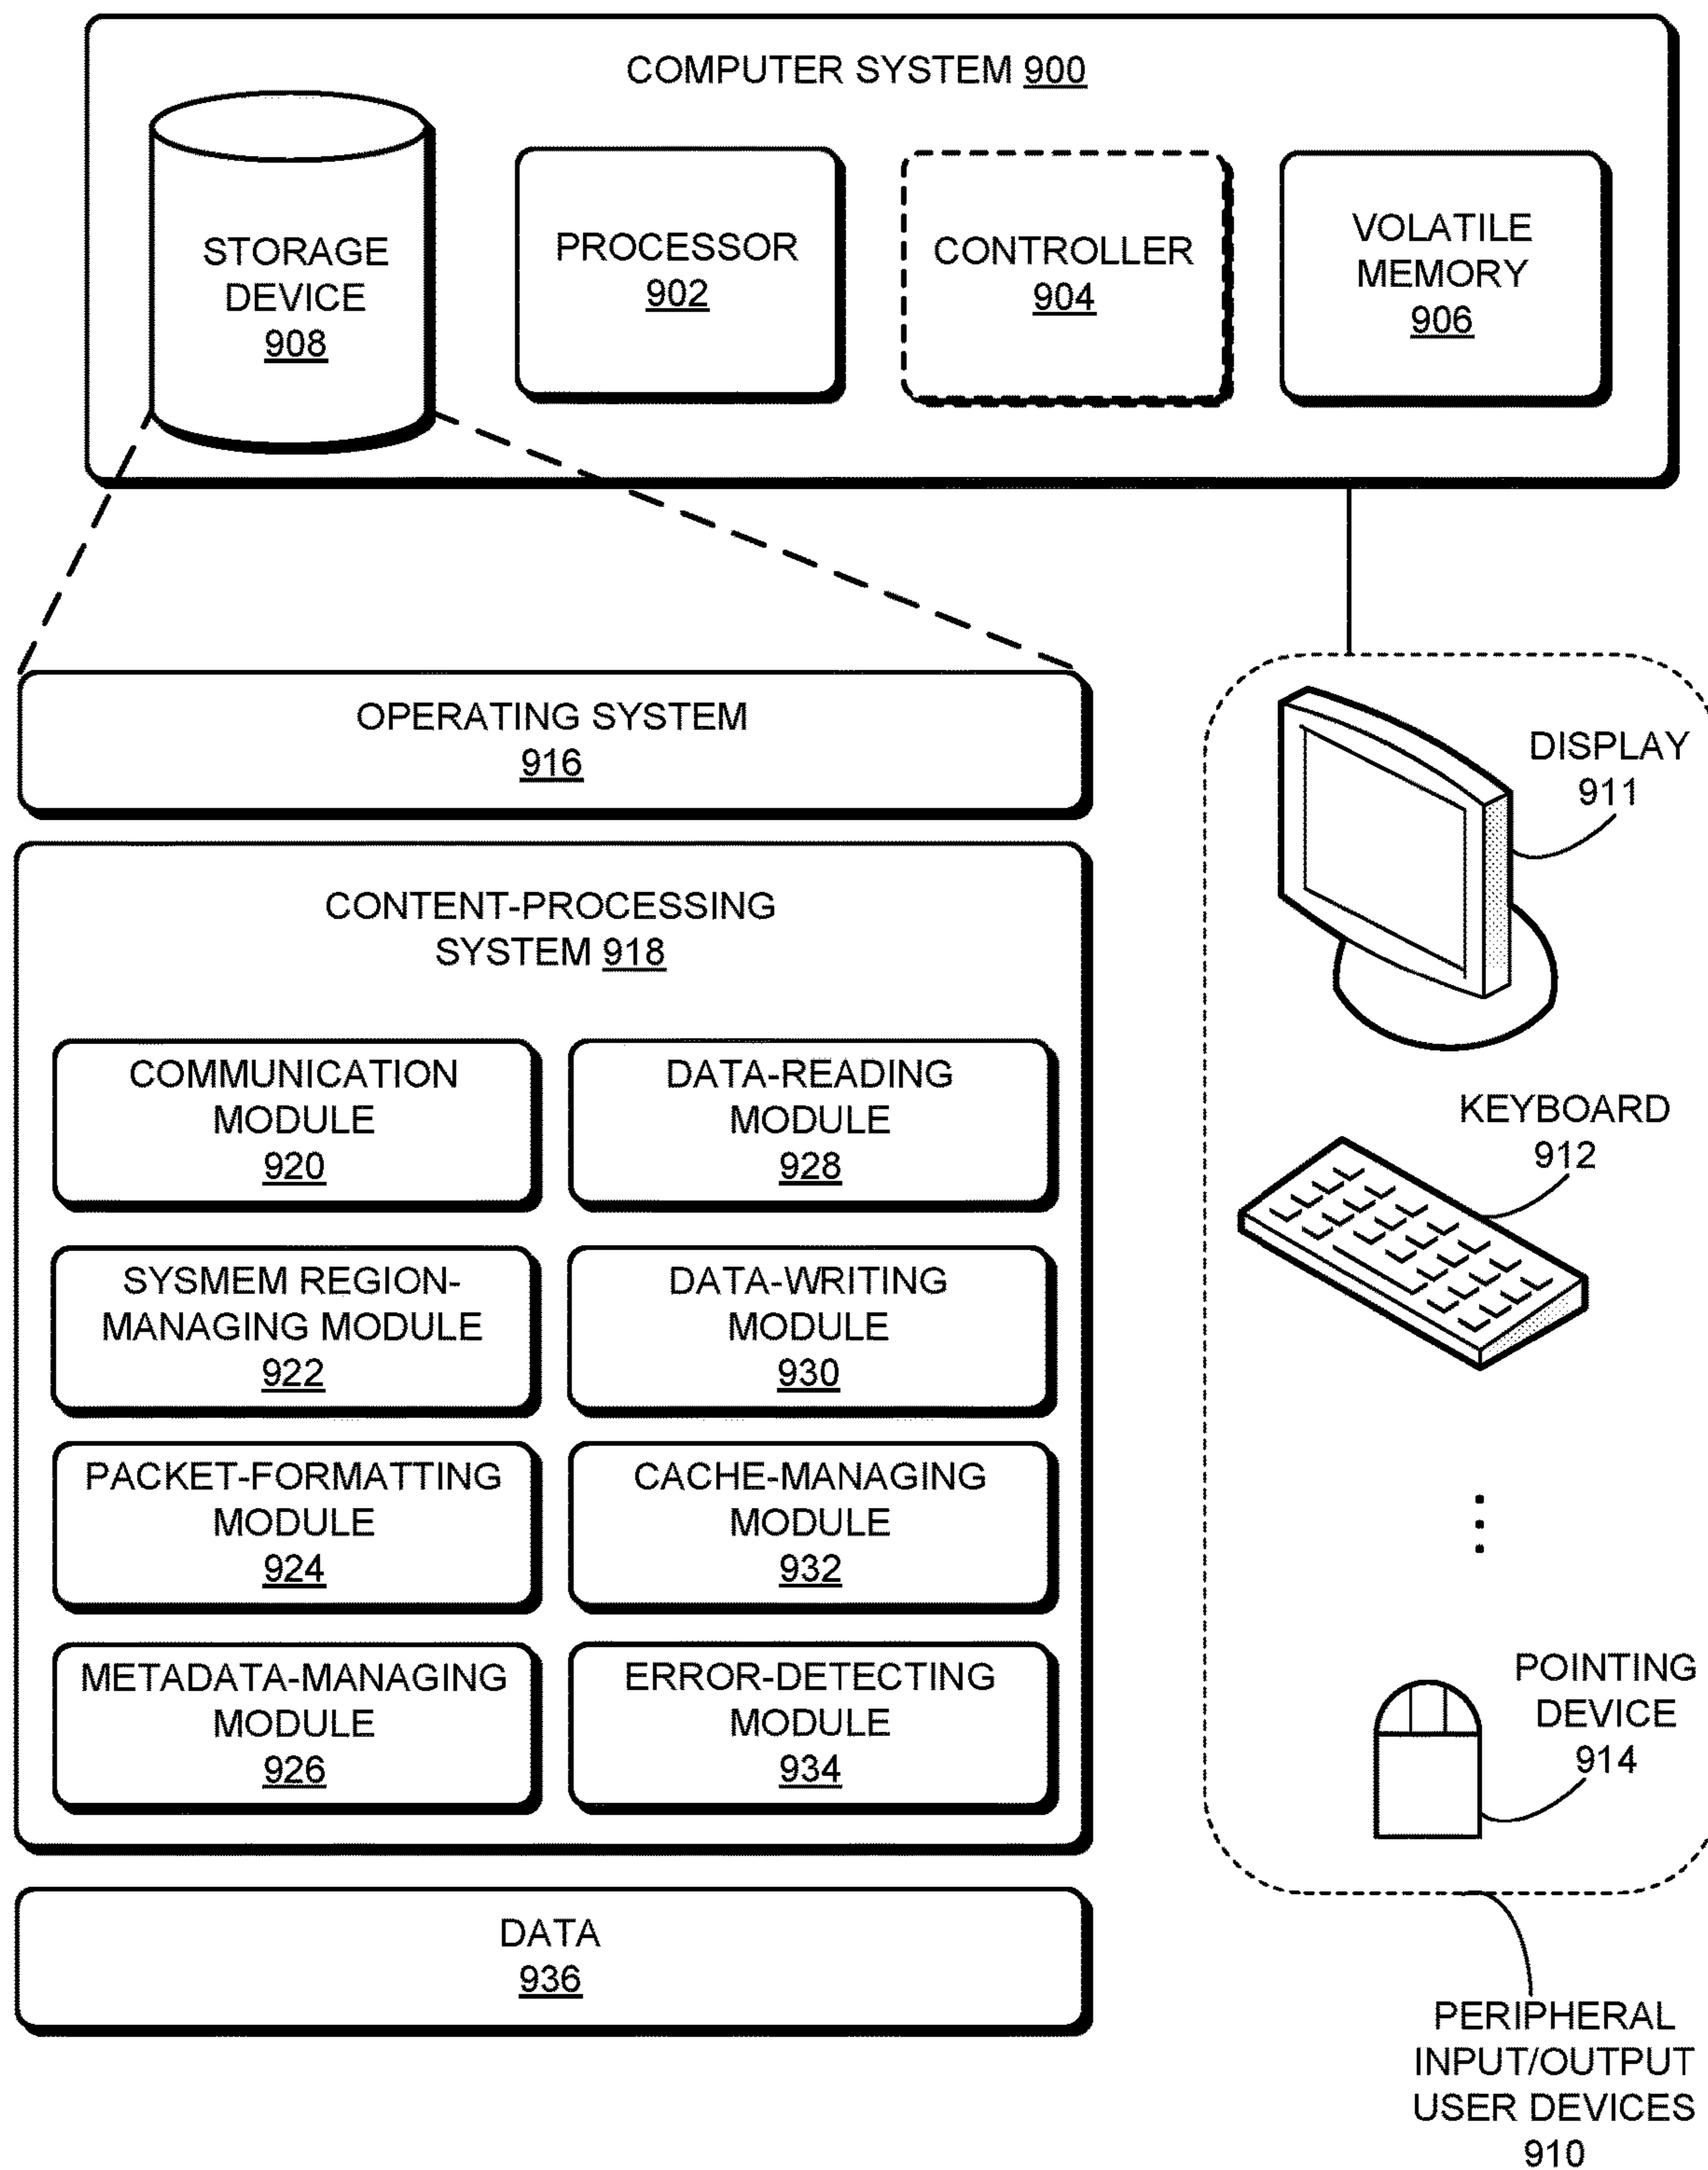 COMPUTER SYSTEM 900
STORAGE
DEVICE
908
PROCESSOR
902
CONTROLLER
904
VOLATILE
MEMORY
906
OPERATING SYSTEM
916
CONTENT-PROCESSING
SYSTEM 918
COMMUNICATION
MODULE
920
DATA-READING
MODULE
928
SYSMEM REGION-
MANAGING MODULE
922
DATA-WRITING
MODULE
930
PACKET-FORMATTING
MODULE
924
CACHE-MANAGING
MODULE
932
METADATA-MANAGING
MODULE
926
ERROR-DETECTING
MODULE
934
DATA
936
DISPLAY
911
KEYBOARD
912
POINTING
DEVICE
914
PERIPHERAL
INPUT/OUTPUT
USER DEVICES
910